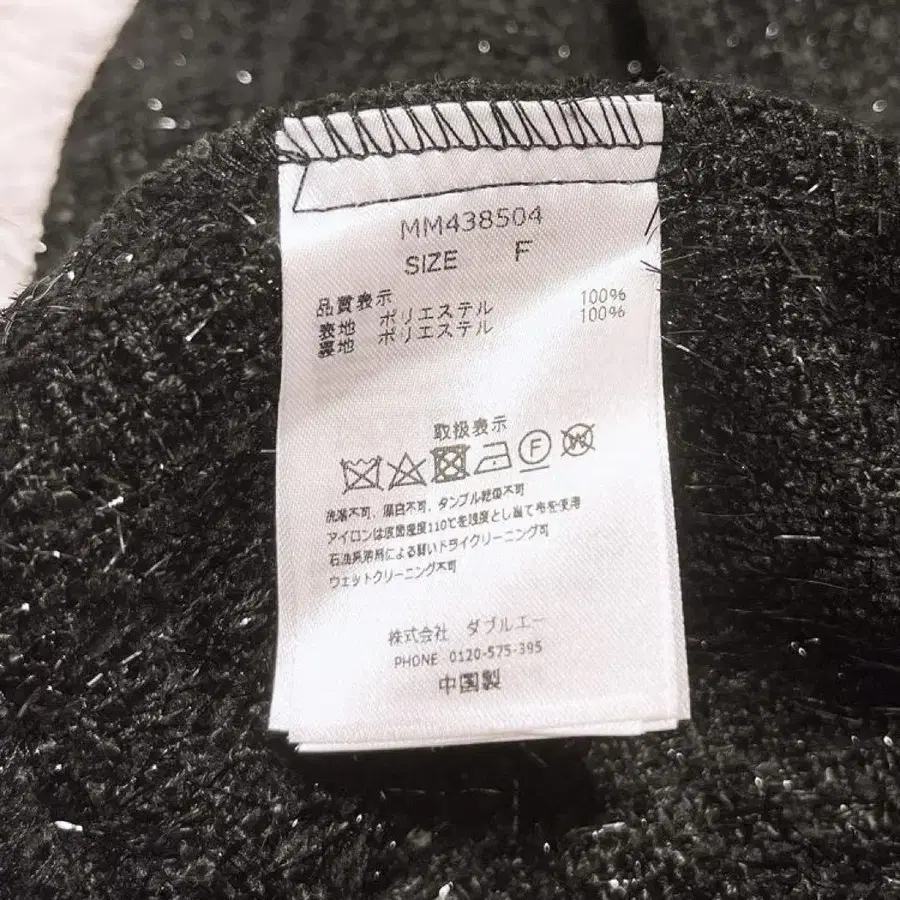 MM438504
SIZE F
品質表示
表地 ポリエステル 100%
裏地 ポリエステル 100%
取扱表示
F W
洗濯不可、漂白不可、タンブル乾燥不可
アイロンは底面温度110℃を限度とし当て布を使用
石油系溶剤による弱いドライクリーニング可
ウェットクリーニング不可
株式会社 ダブルエー
PHONE 0120-575-395
中国製